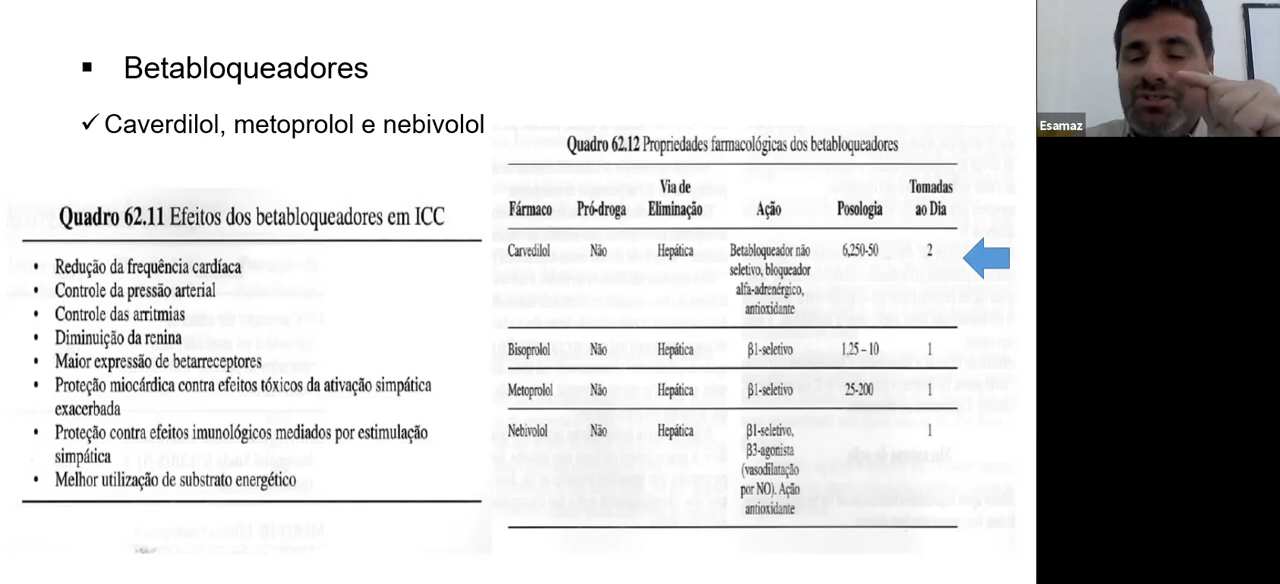 Betabloqueadores
Caverdilol, metoprolol e nebivolol
Quadro 62.11 Efeitos dos betabloqueadores em ICC
• Redução da frequência cardíaca
• Controle da pressão arterial
• Controle das arritmias
• Diminuição da renina
• Maior expressão de betarreceptores
• Proteção miocárdica contra efeitos tóxicos da ativação simpática
exacerbada
• Proteção contra efeitos imunológicos mediados por estimulação
simpática
• Melhor utilização de substrato energético
Quadro 62.12 Propriedades farmacológicas dos betabloqueadores
Via de Tomadas
Fármaco Pró-droga Eliminação Ação Posologia ao Dia
Carvedilol Não Hepática Betabloqueador não 6,250-50 2
seletivo, bloqueador
alfa-adrenérgico,
antioxidante
Bisoprolol Não Hepática β1-seletivo 1,25 – 10 1
Metoprolol Não Hepática β1-seletivo 25-200 1
Nebivolol Não Hepática β1-seletivo, 1
β3-agonista
(vasodilatação
por NO). Ação
antioxidante
Esamaz